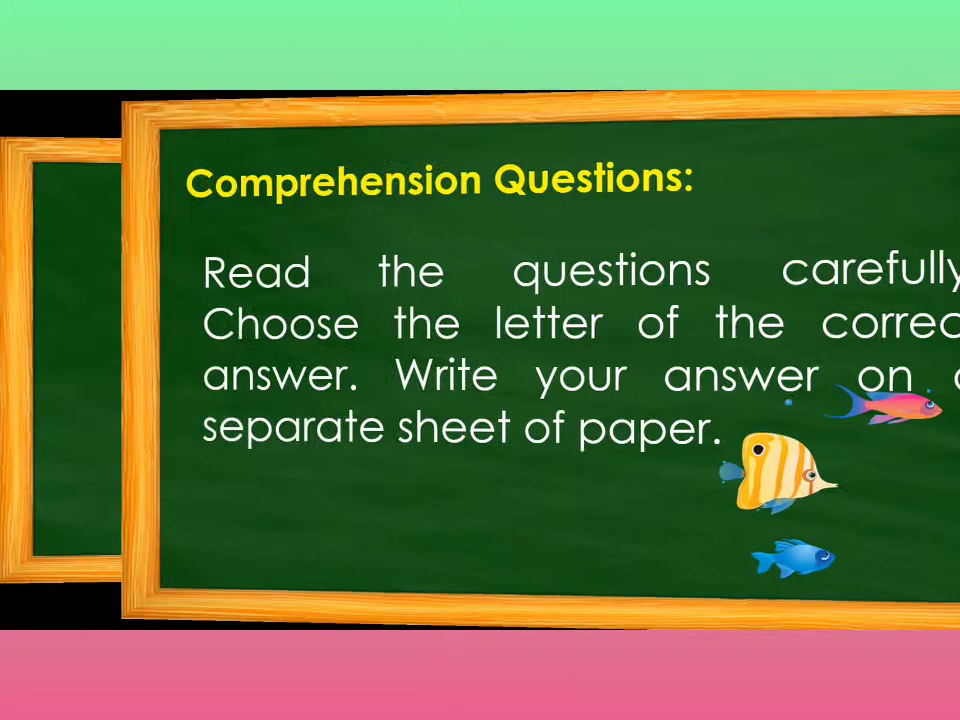 Comprehension Questions:
Read the questions carefully
Choose the letter of the correc
answer. Write your answer on
separate sheet of paper.